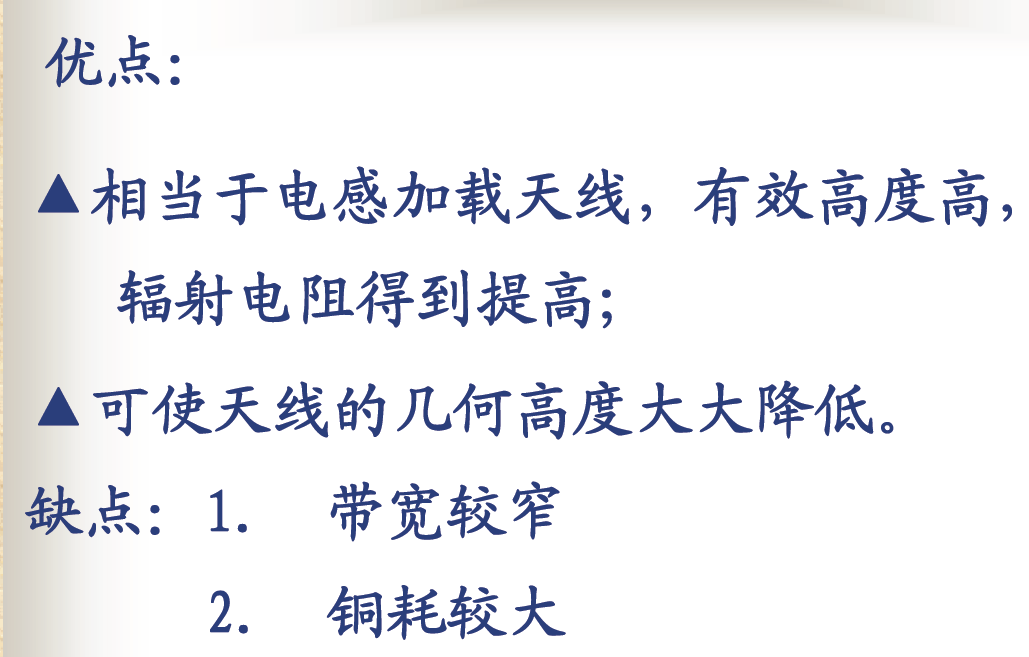 优点：
▲相当于电感加载天线，有效高度高，
辐射电阻得到提高；
▲可使天线的几何高度大大降低。
缺点：1. 带宽较窄
2. 铜耗较大